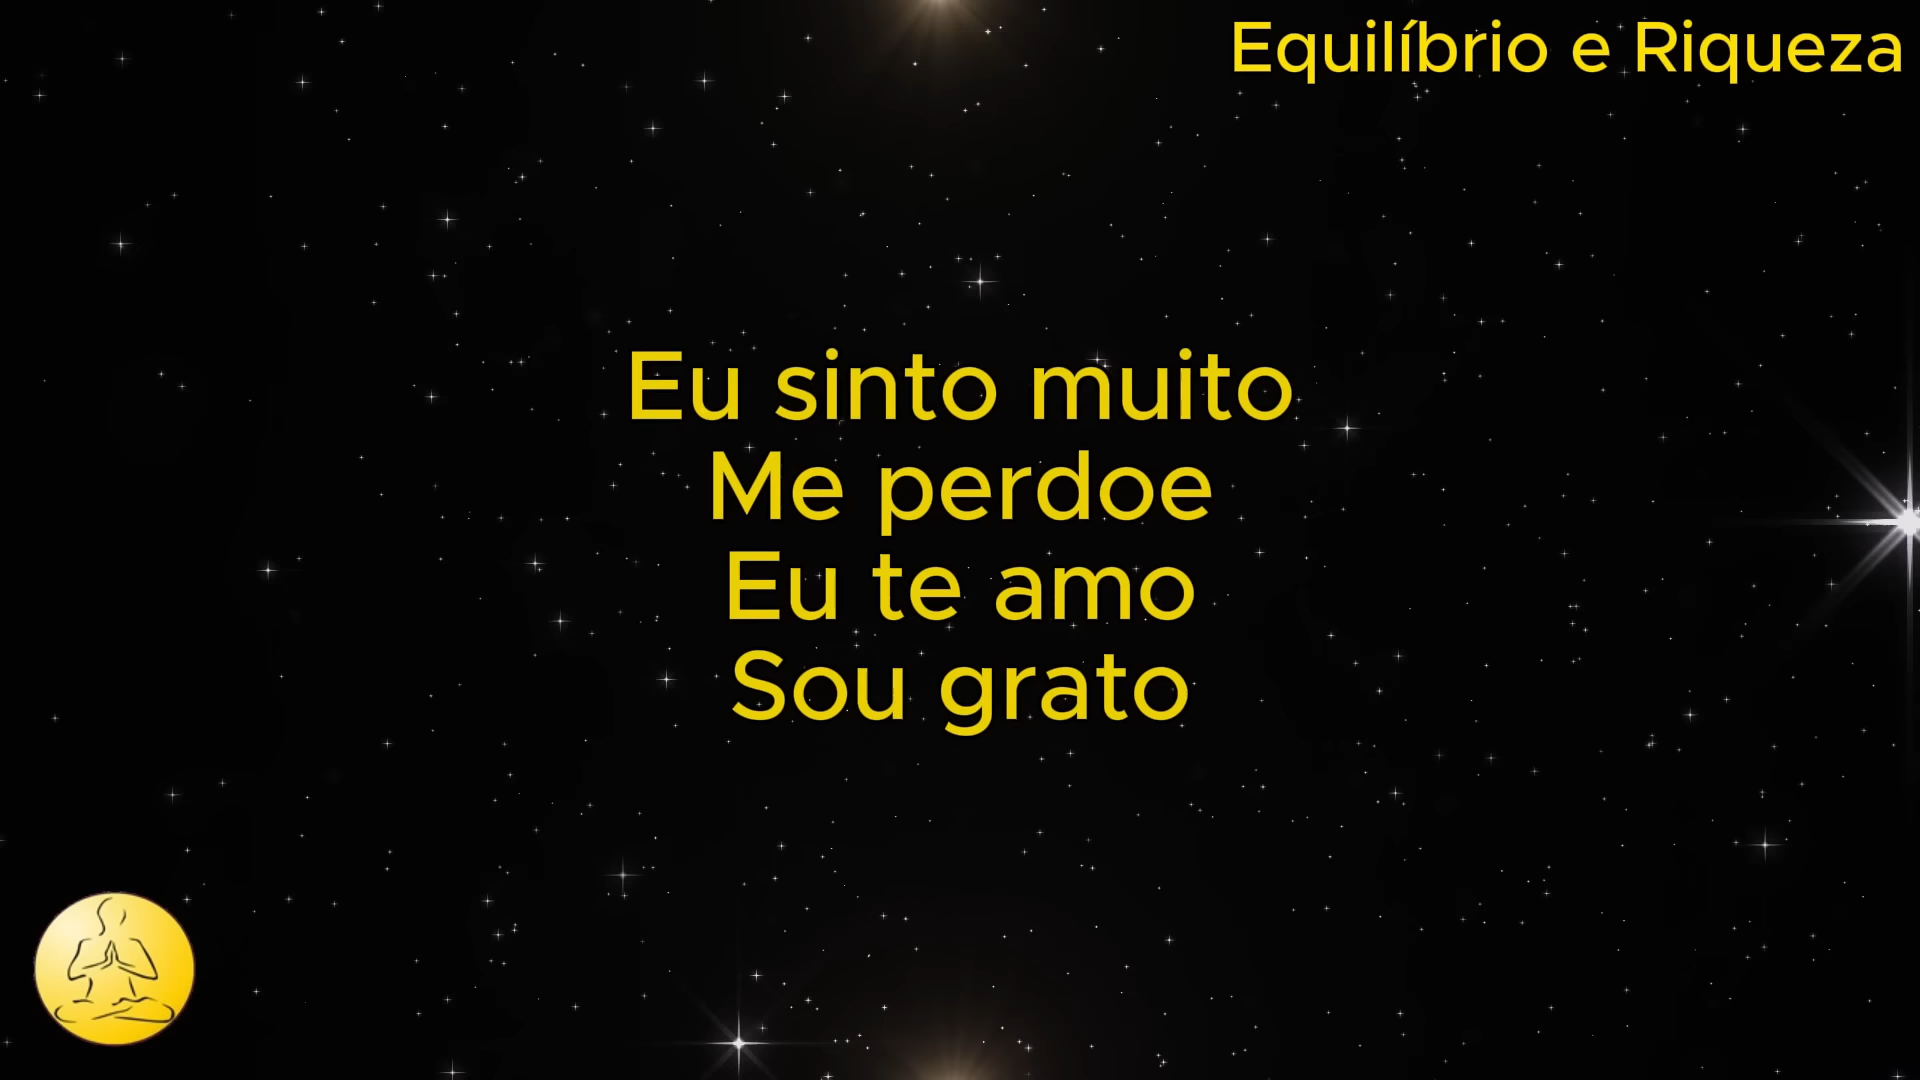 Equilíbrio e Riqueza
Eu sinto muito
Me perdoe
Eu te amo
Sou grato